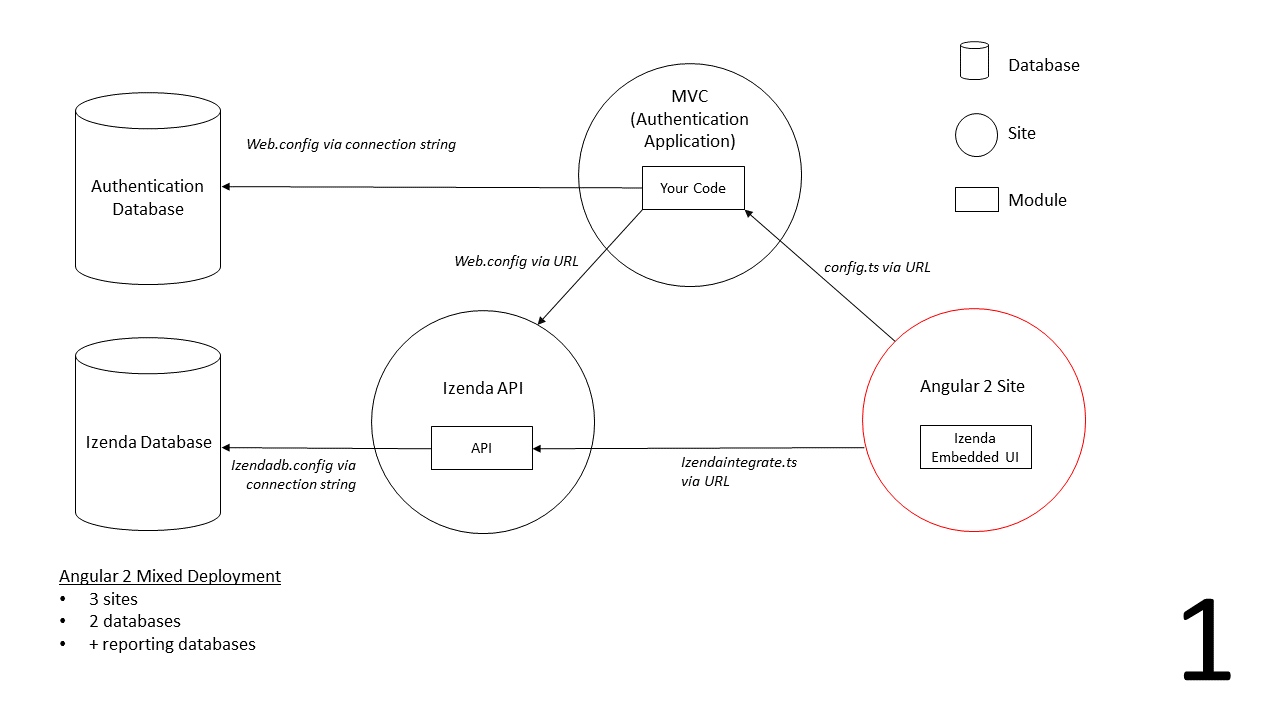 MVC
(Authentication
Application)
Your Code
Database
Site
Module
Web.config via connection string
Authentication
Database
Web.config via URL
config.ts via URL
Izenda API
API
Angular 2 Site
Izenda
Embedded UI
Izenda Database
Izendadb.config via
connection string
Izendaintegrate.ts
via URL
Angular 2 Mixed Deployment
• 3 sites
• 2 databases
• + reporting databases
1